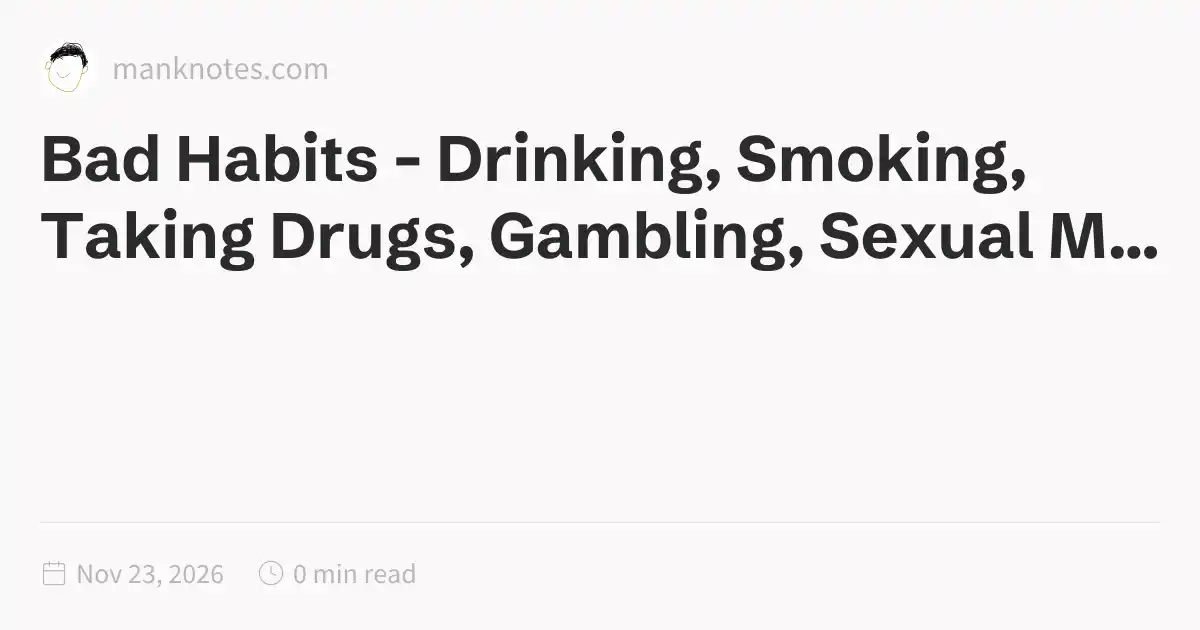 manknotes.com
Bad Habits - Drinking, Smoking,
Taking Drugs, Gambling, Sexual M...
Nov 23, 2026 0 min read